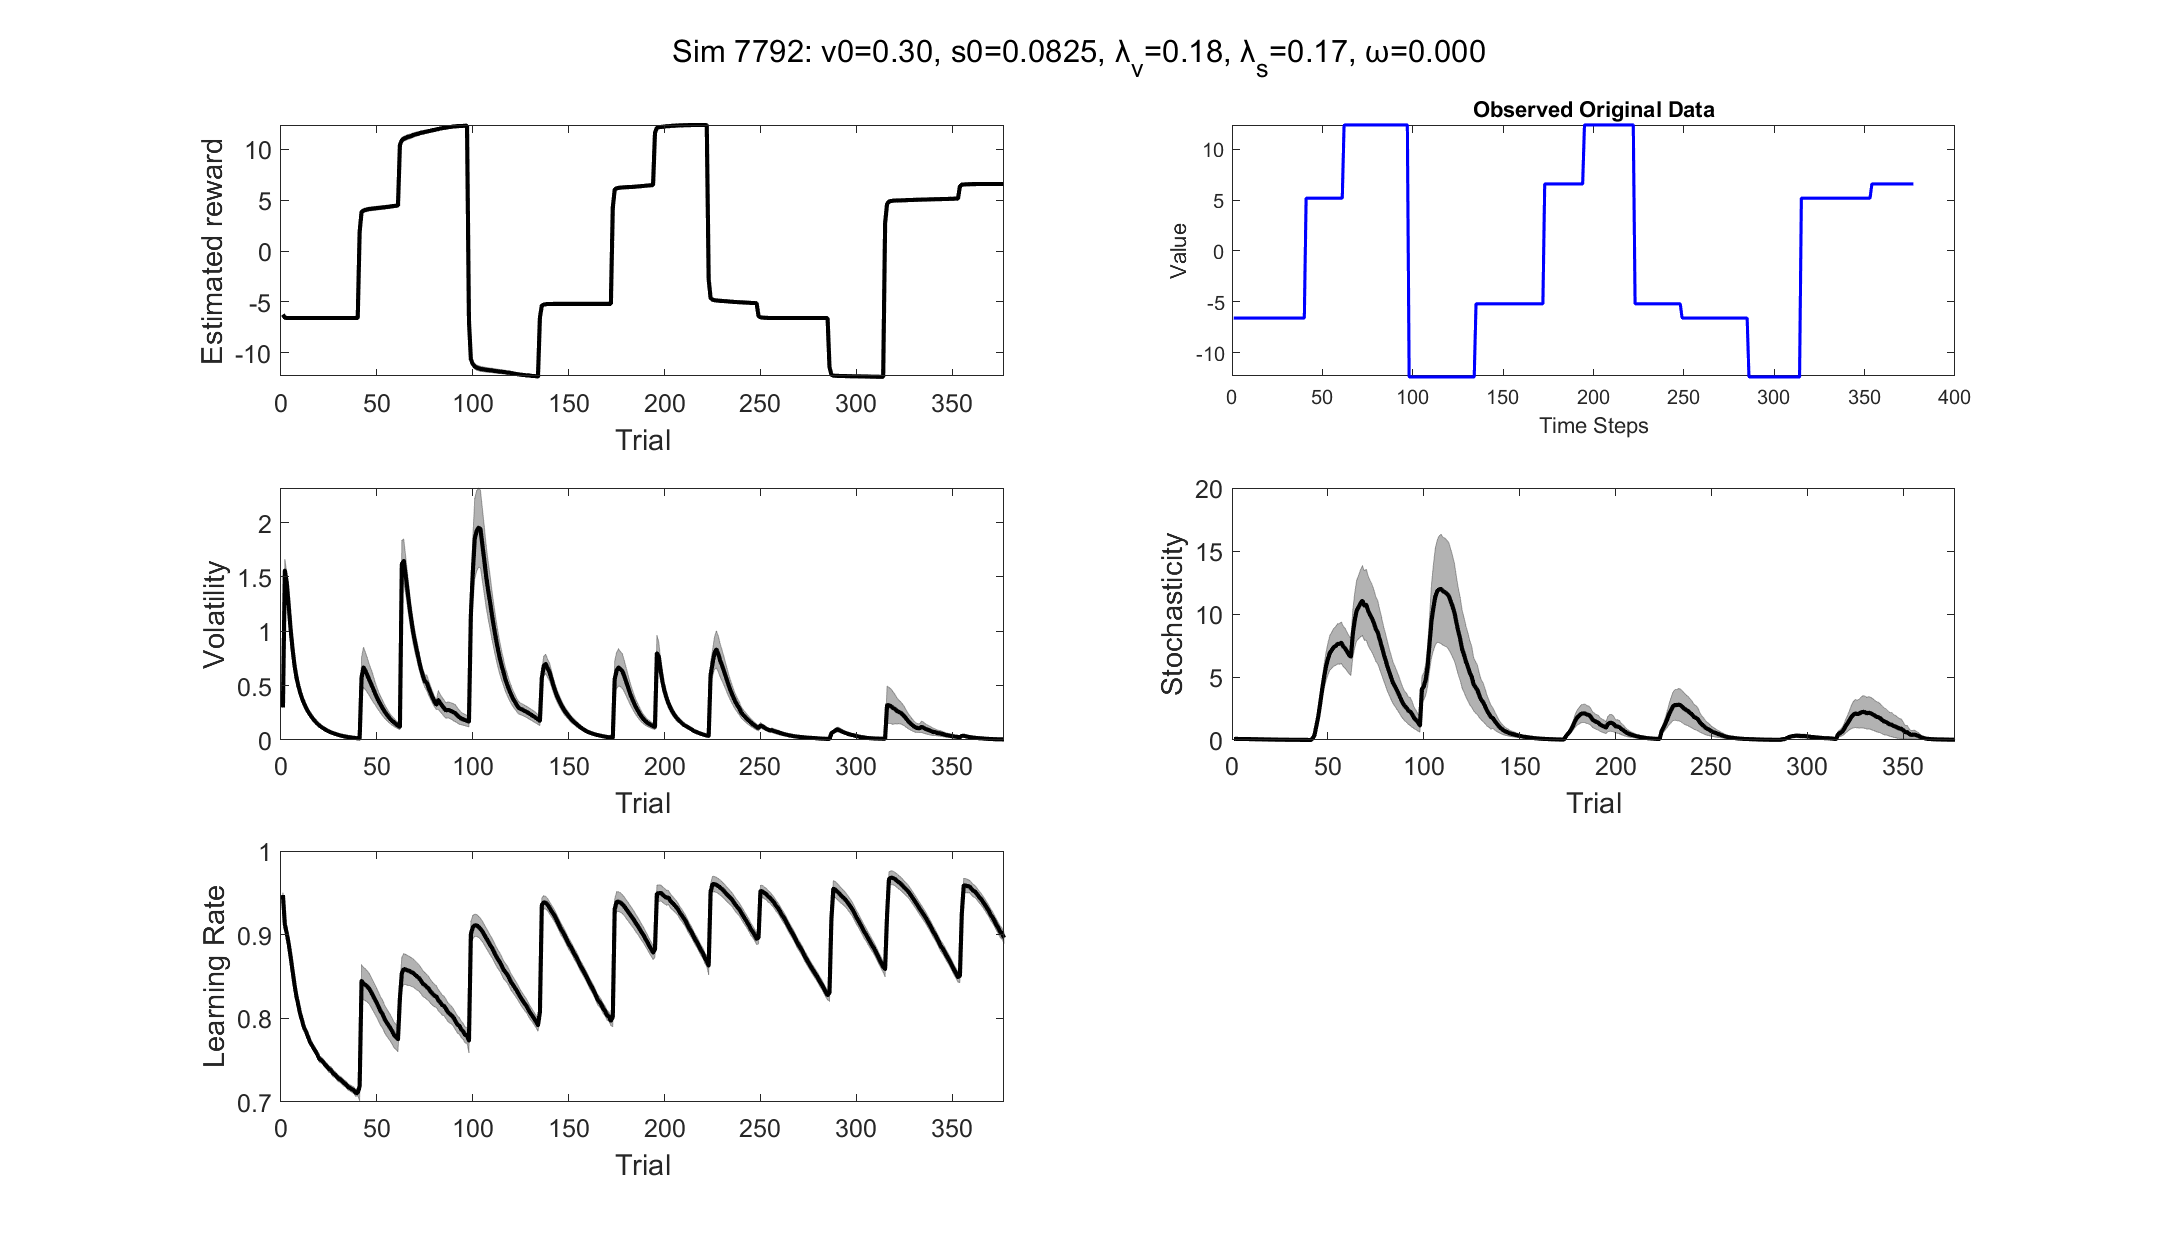 Sim 7792: v0=0.30, s0=0.0825, λ_v=0.18, λ_s=0.17, ω=0.000
Estimated reward
10
5
0
-5
-10
0 50 100 150 200 250 300 350
Trial
Observed Original Data
Value
10
5
0
-5
-10
0 50 100 150 200 250 300 350 400
Time Steps
Volatility
2
1.5
1
0.5
0
0 50 100 150 200 250 300 350
Trial
Stochasticity
20
15
10
5
0
0 50 100 150 200 250 300 350
Trial
Learning Rate
1
0.9
0.8
0.7
0 50 100 150 200 250 300 350
Trial